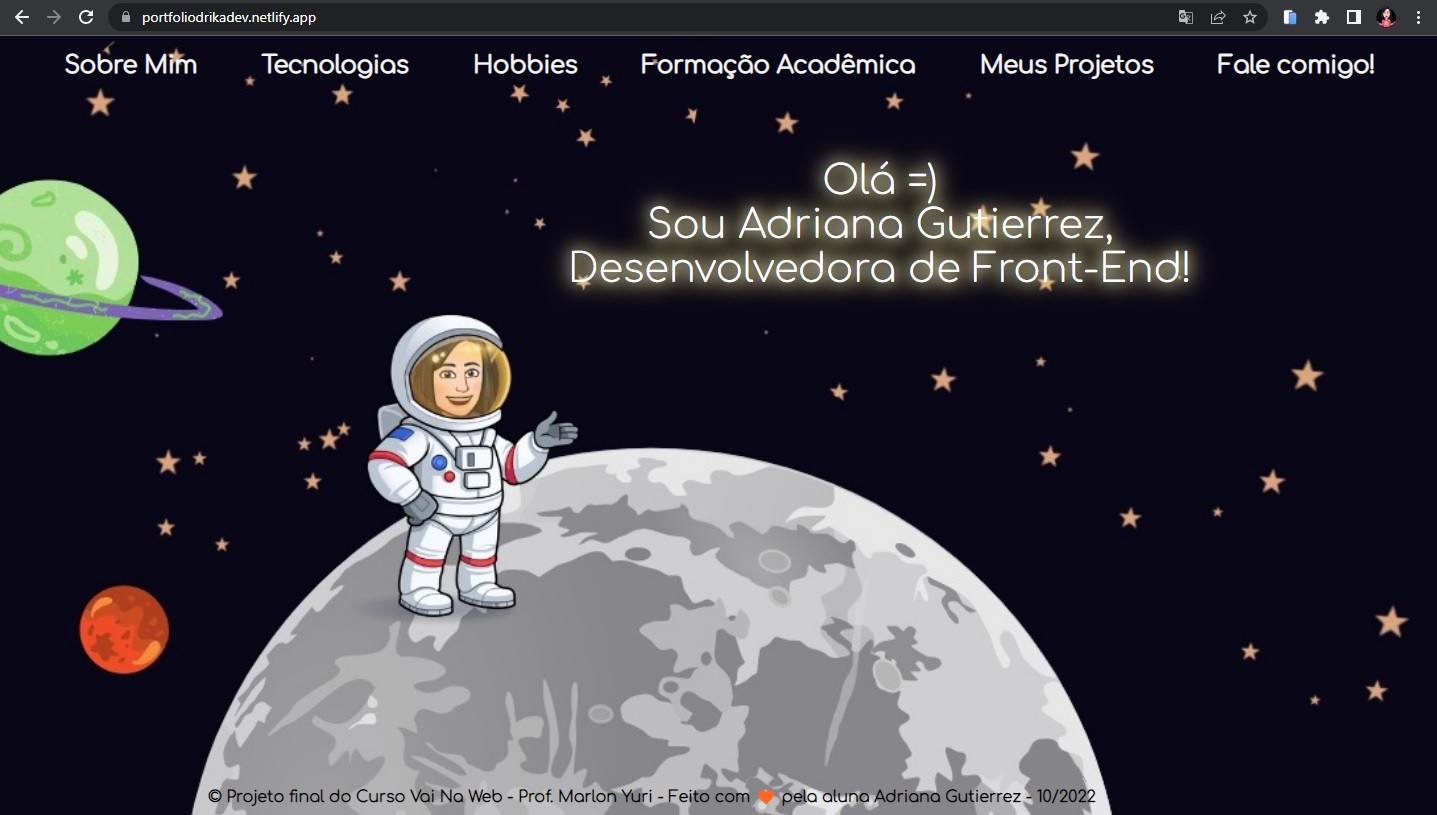 portfoliodrikadev.netlify.app
Sobre Mim Tecnologias Hobbies Formação Acadêmica Meus Projetos Fale comigo!
Olá =)
Sou Adriana Gutierrez,
Desenvolvedora de Front-End!
© Projeto final do Curso Vai Na Web - Prof. Marlon Yuri - Feito com 🧡 pela aluna Adriana Gutierrez - 10/2022